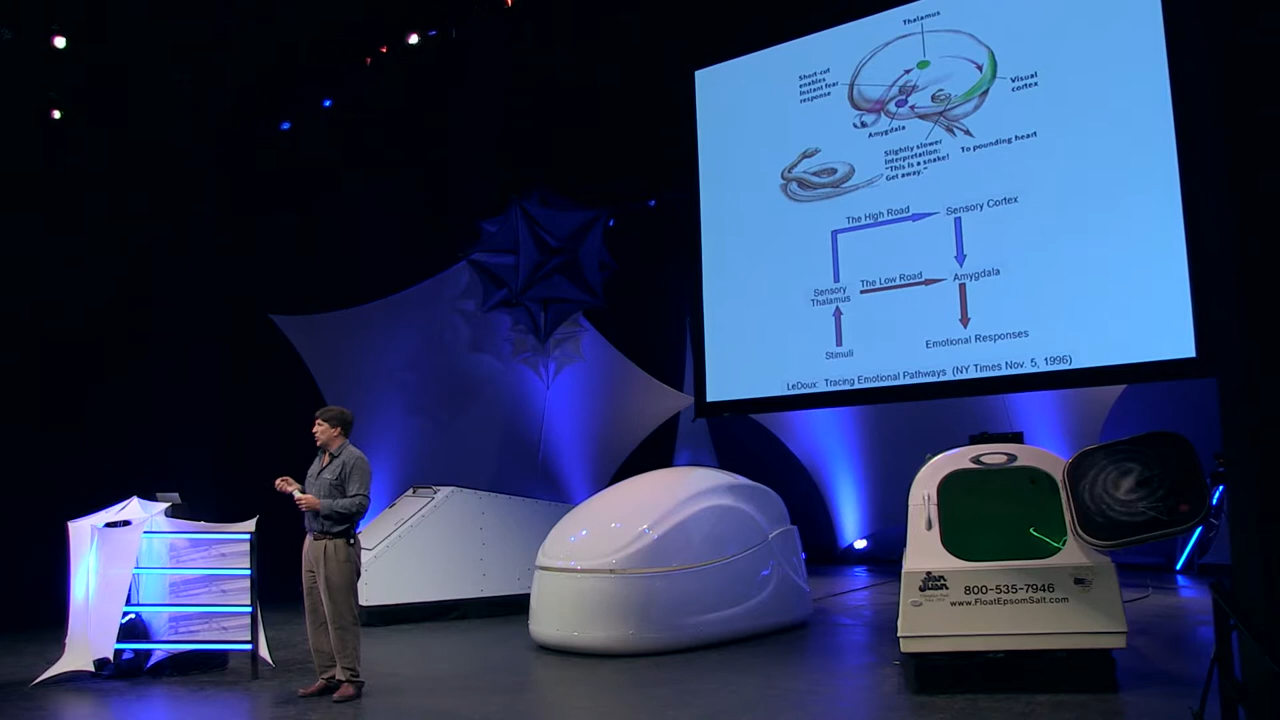 Thalamus
Short-cut
enables
Instant fear
response
Visual
cortex
Amygdala
Slightly slower
Interpretation:
"This is a snake!
Get away."
To pounding heart
The High Road
Sensory Cortex
The Low Road
Amygdala
Sensory
Thalamus
Emotional Responses
Stimuli
LeDoux: Tracing Emotional Pathways (NY Times Nov. 5, 1996)
San
Juan
800-535-7946
www.FloatEpsomSalt.com